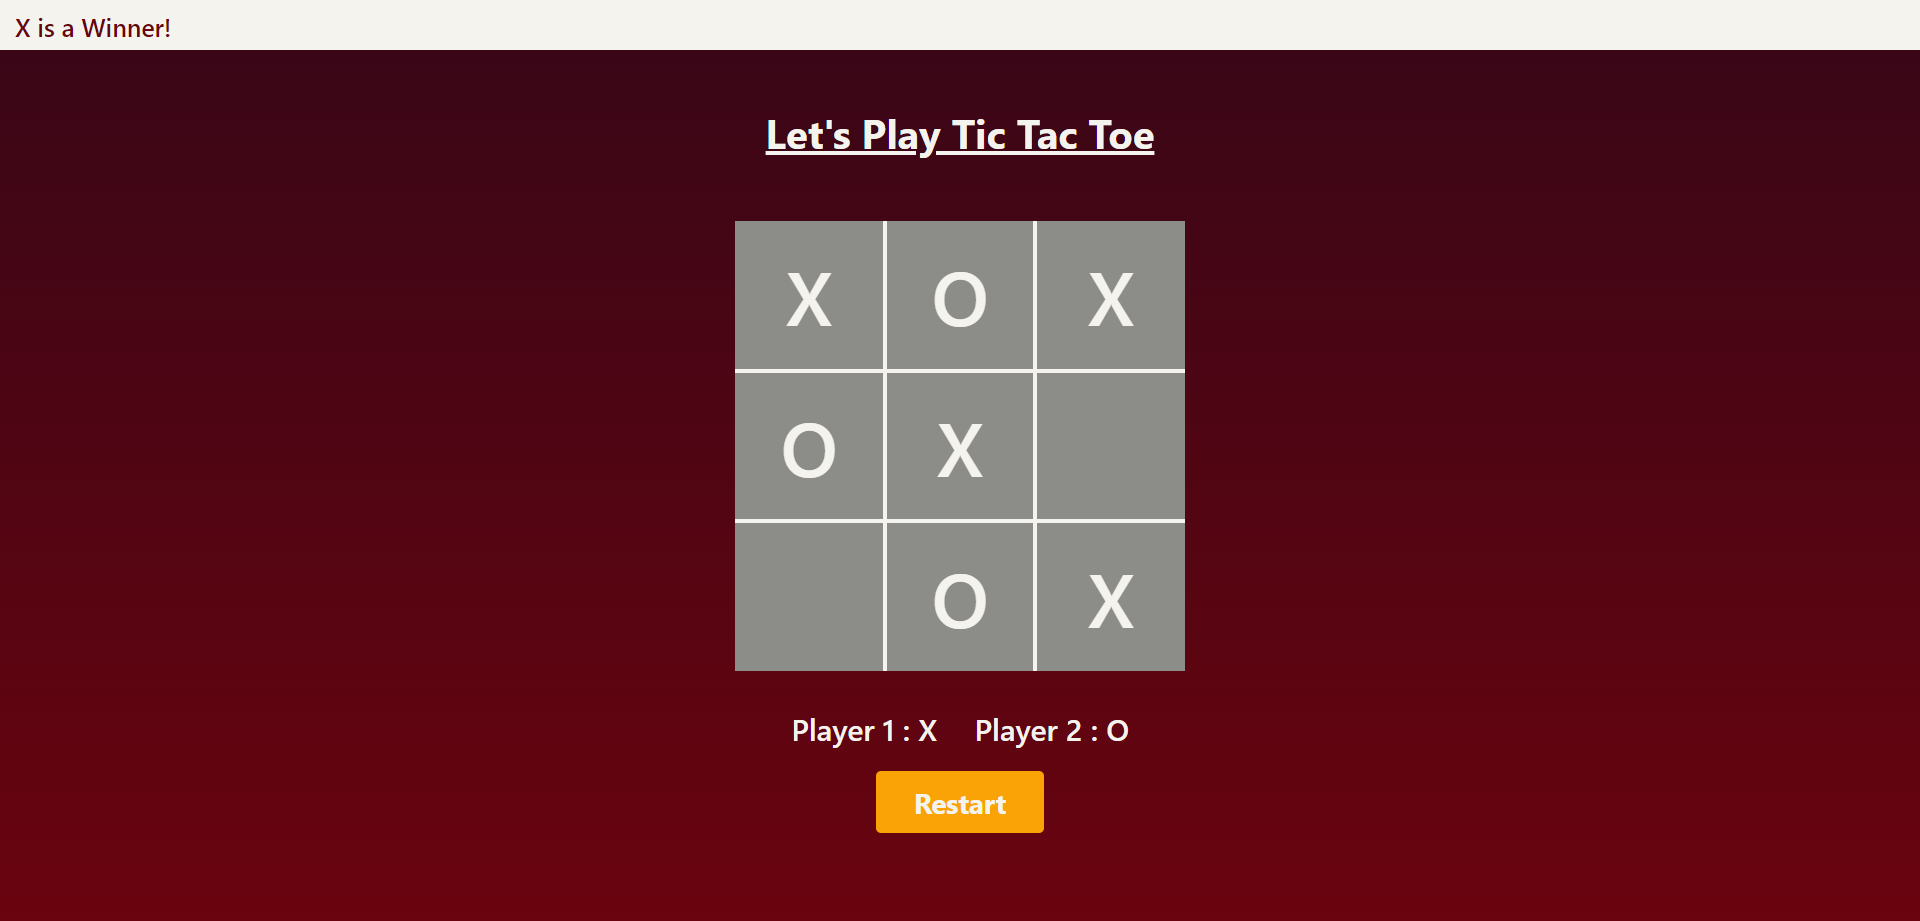 X is a Winner!
Let's Play Tic Tac Toe
X O X
O X
O X
Player 1 : X Player 2 : O
Restart